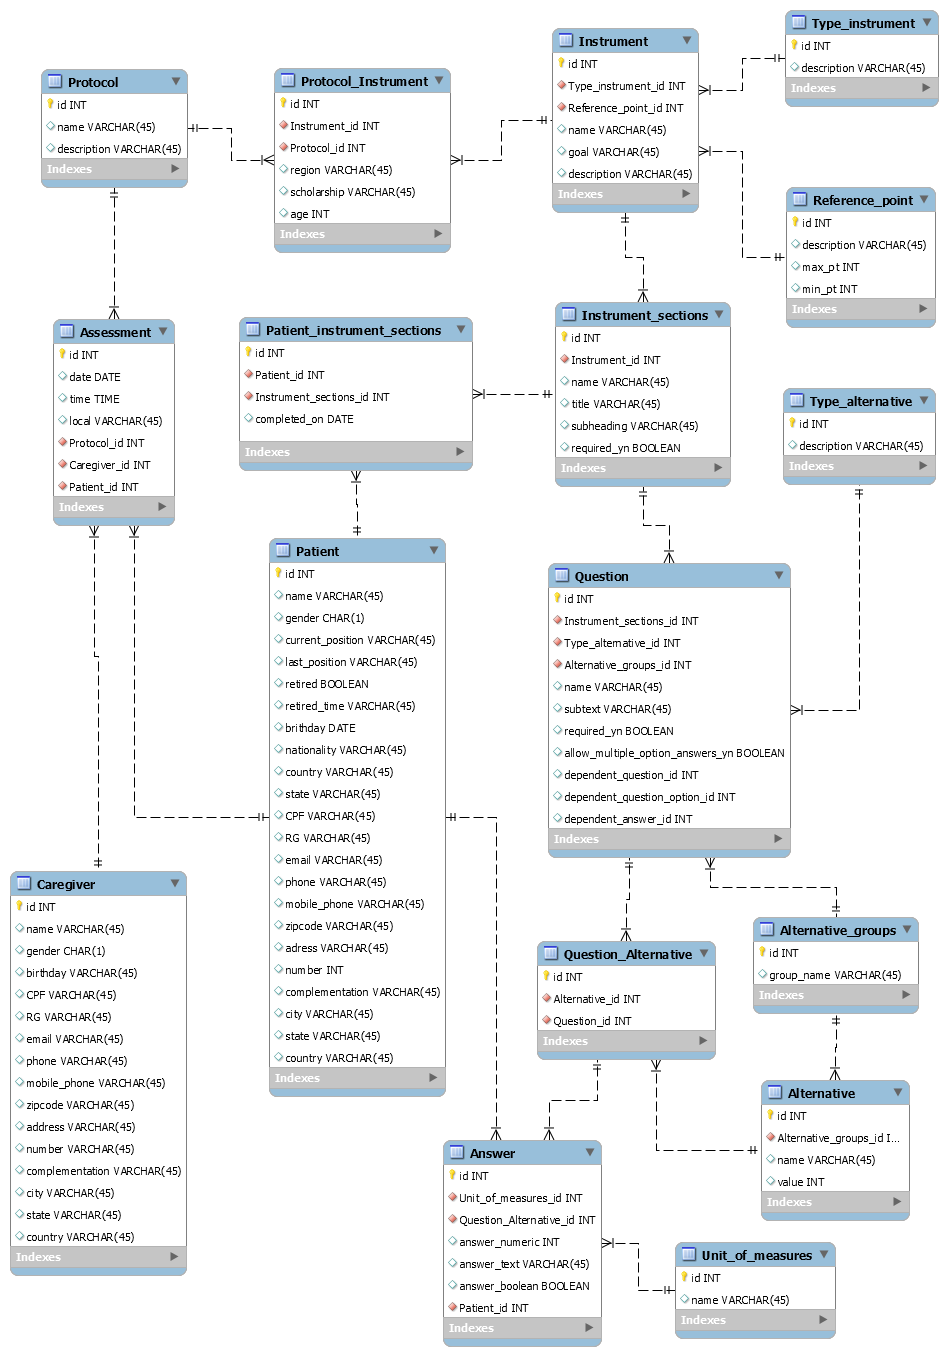 Protocol
id INT
name VARCHAR(45)
description VARCHAR(45)
Indexes
Protocol_Instrument
id INT
Instrument_id INT
Protocol_id INT
region VARCHAR(45)
scholarship VARCHAR(45)
age INT
Indexes
Instrument
id INT
Type_instrument_id INT
Reference_point_id INT
name VARCHAR(45)
goal VARCHAR(45)
description VARCHAR(45)
Indexes
Type_instrument
id INT
description VARCHAR(45)
Indexes
Reference_point
id INT
description VARCHAR(45)
max_pt INT
min_pt INT
Indexes
Assessment
id INT
date DATE
time TIME
local VARCHAR(45)
Protocol_id INT
Caregiver_id INT
Patient_id INT
Indexes
Patient_instrument_sections
id INT
Patient_id INT
Instrument_sections_id INT
completed_on DATE
Indexes
Instrument_sections
id INT
Instrument_id INT
name VARCHAR(45)
title VARCHAR(45)
subheading VARCHAR(45)
required_yn BOOLEAN
Indexes
Type_alternative
id INT
description VARCHAR(45)
Indexes
Patient
id INT
name VARCHAR(45)
gender CHAR(1)
current_position VARCHAR(45)
last_position VARCHAR(45)
retired BOOLEAN
retired_time VARCHAR(45)
brithday DATE
nationality VARCHAR(45)
country VARCHAR(45)
state VARCHAR(45)
CPF VARCHAR(45)
RG VARCHAR(45)
email VARCHAR(45)
phone VARCHAR(45)
mobile_phone VARCHAR(45)
zipcode VARCHAR(45)
adress VARCHAR(45)
number INT
complementation VARCHAR(45)
city VARCHAR(45)
state VARCHAR(45)
country VARCHAR(45)
Indexes
Question
id INT
Instrument_sections_id INT
Type_alternative_id INT
Alternative_groups_id INT
name VARCHAR(45)
subtext VARCHAR(45)
required_yn BOOLEAN
allow_multiple_option_answers_yn BOOLEAN
dependent_question_id INT
dependent_question_option_id INT
dependent_answer_id INT
Indexes
Caregiver
id INT
name VARCHAR(45)
gender CHAR(1)
birthday VARCHAR(45)
CPF VARCHAR(45)
RG VARCHAR(45)
email VARCHAR(45)
phone VARCHAR(45)
mobile_phone VARCHAR(45)
zipcode VARCHAR(45)
address VARCHAR(45)
number VARCHAR(45)
complementation VARCHAR(45)
city VARCHAR(45)
state VARCHAR(45)
country VARCHAR(45)
Indexes
Question_Alternative
id INT
Alternative_id INT
Question_id INT
Indexes
Alternative_groups
id INT
group_name VARCHAR(45)
Indexes
Alternative
id INT
Alternative_groups_id I...
name VARCHAR(45)
value INT
Indexes
Answer
id INT
Unit_of_measures_id INT
Question_Alternative_id INT
answer_numeric INT
answer_text VARCHAR(45)
answer_boolean BOOLEAN
Patient_id INT
Indexes
Unit_of_measures
id INT
name VARCHAR(45)
Indexes